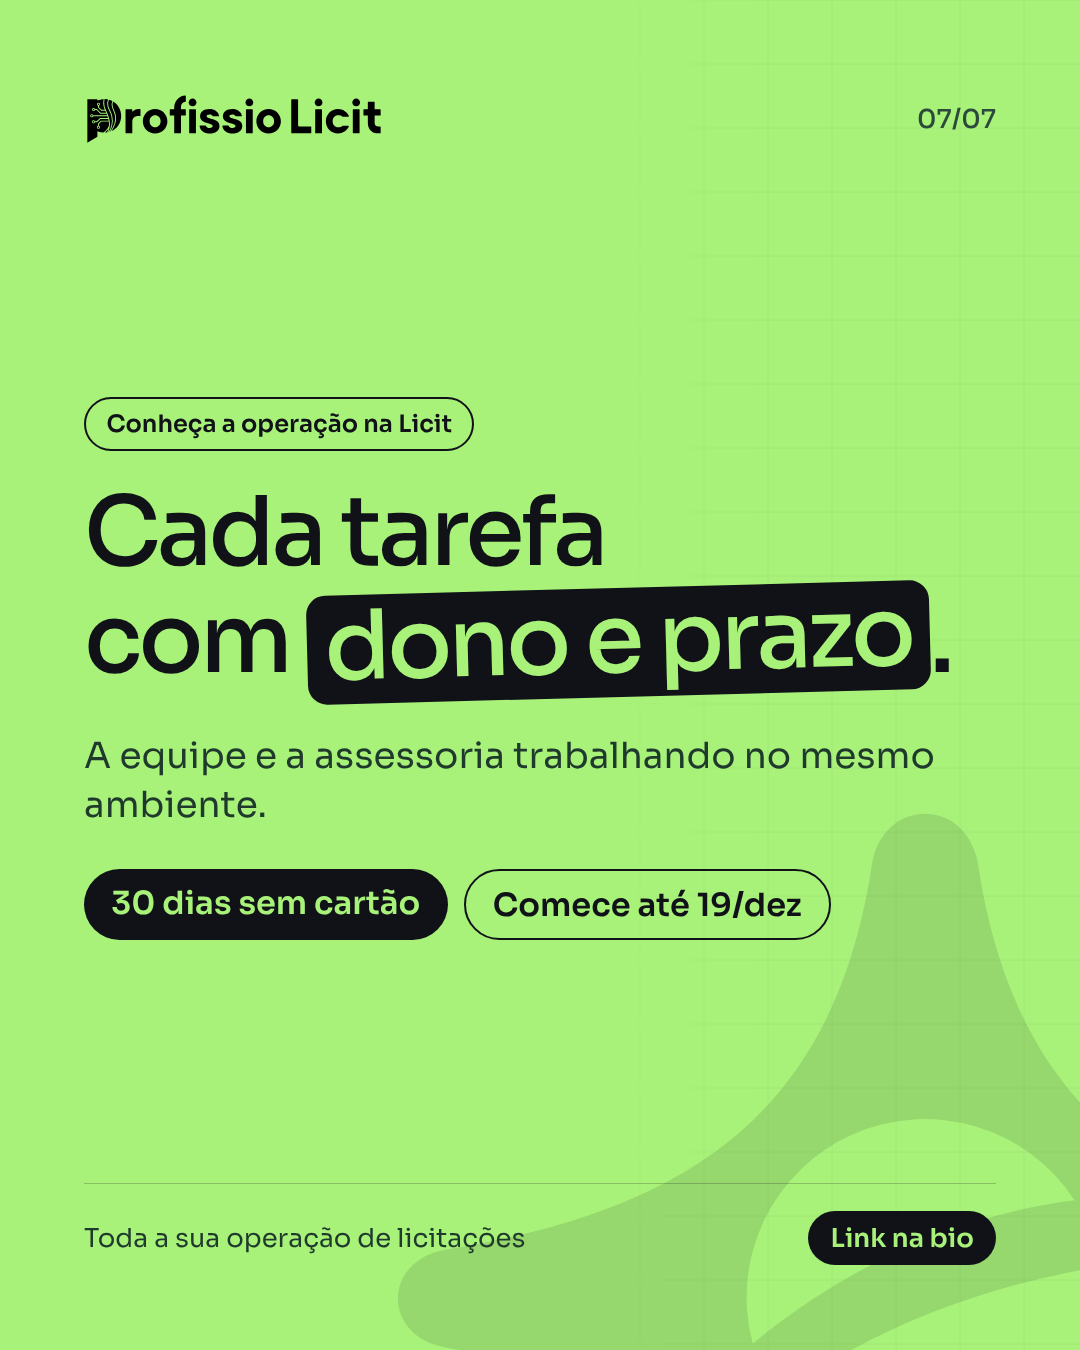 Profissio Licit
07/07
Conheça a operação na Licit
Cada tarefa
com dono e prazo.
A equipe e a assessoria trabalhando no mesmo
ambiente.
30 dias sem cartão
Comece até 19/dez
Toda a sua operação de licitações
Link na bio